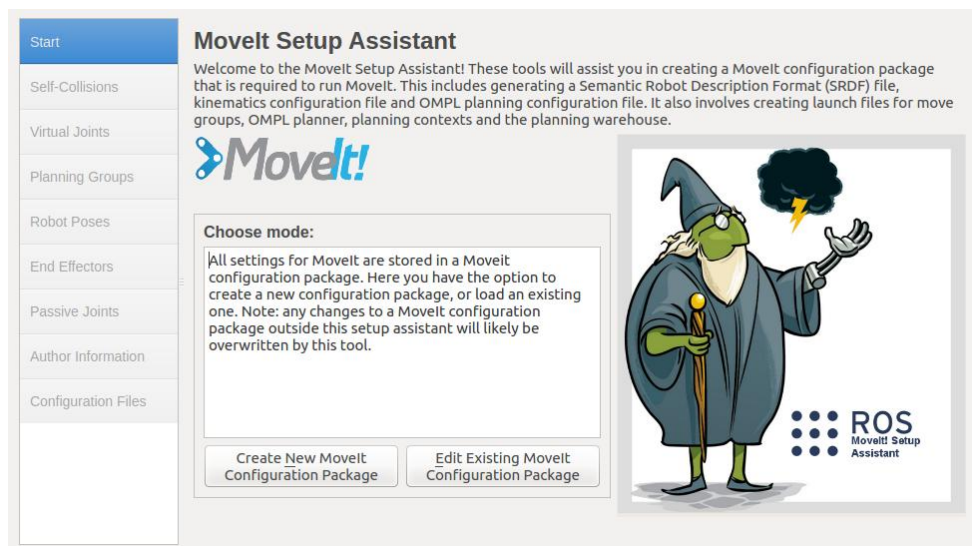 Start
Self-Collisions
Virtual Joints
Planning Groups
Robot Poses
End Effectors
Passive Joints
Author Information
Configuration Files
MoveIt Setup Assistant
Welcome to the MoveIt Setup Assistant! These tools will assist you in creating a MoveIt configuration package
that is required to run MoveIt. This includes generating a Semantic Robot Description Format (SRDF) file,
kinematics configuration file and OMPL planning configuration file. It also involves creating launch files for move
groups, OMPL planner, planning contexts and the planning warehouse.
MoveIt!
Choose mode:
All settings for MoveIt are stored in a Moveit
configuration package. Here you have the option to
create a new configuration package, or load an existing
one. Note: any changes to a MoveIt configuration
package outside this setup assistant will likely be
overwritten by this tool.
Create New MoveIt
Configuration Package
Edit Existing MoveIt
Configuration Package
ROS
MoveIt! Setup
Assistant